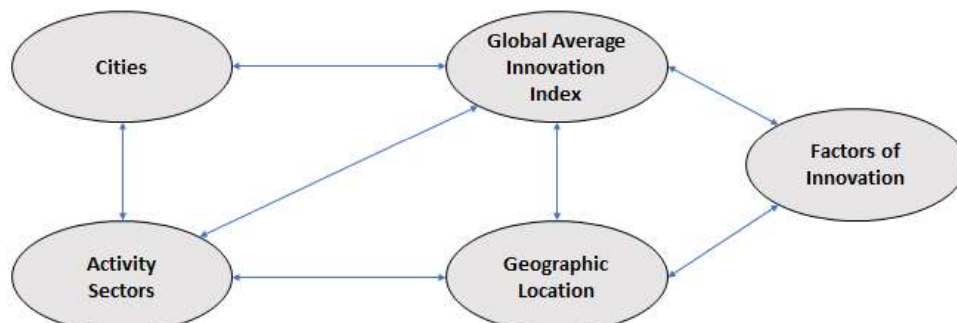 Cities
Global Average
Innovation
Index
Factors of
Innovation
Activity
Sectors
Geographic
Location